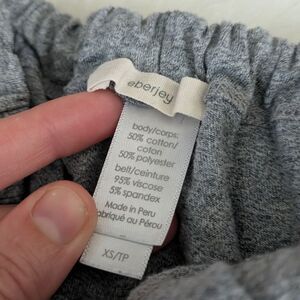 eberjey
body/corps:
50% cotton/
coton
50% polyester
belt/ceinture
95% viscose
5% spandex
Made in Peru
fabriqué au Pérou
XS/TP